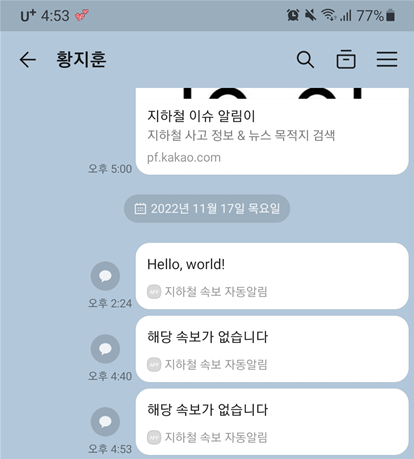 U+ 4:53 77%
황지훈
지하철 이슈 알림이
지하철 사고 정보 & 뉴스 목적지 검색
pf.kakao.com
오후 5:00
2022년 11월 17일 목요일
Hello, world!
지하철 속보 자동알림
오후 2:24
해당 속보가 없습니다
지하철 속보 자동알림
오후 4:40
해당 속보가 없습니다
지하철 속보 자동알림
오후 4:53